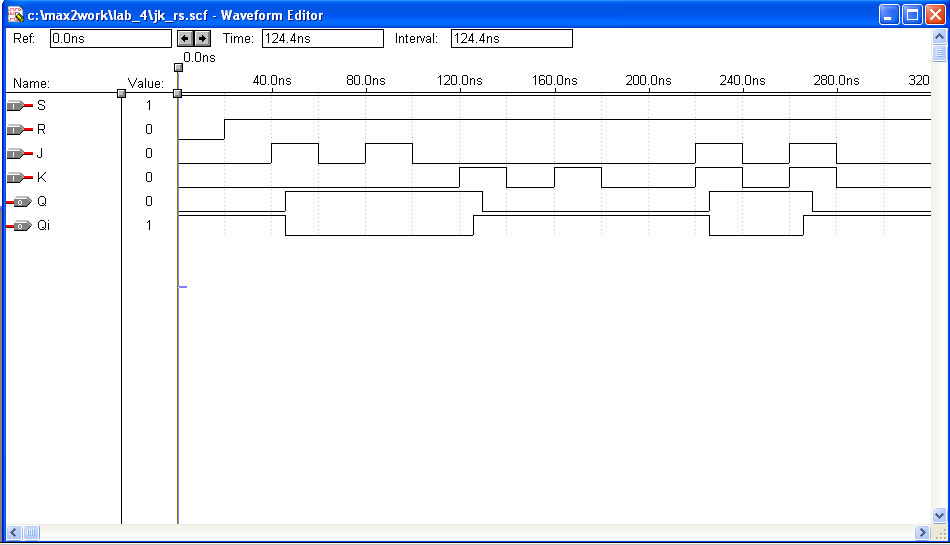 c:\max2work\lab_4\jk_rs.scf - Waveform Editor
Ref: 0.0ns Time: 124.4ns Interval: 124.4ns
0.0ns
Name: Value: 40.0ns 80.0ns 120.0ns 160.0ns 200.0ns 240.0ns 280.0ns 320
I S 1
I R 0
I J 0
I K 0
O Q 0
O Qi 1